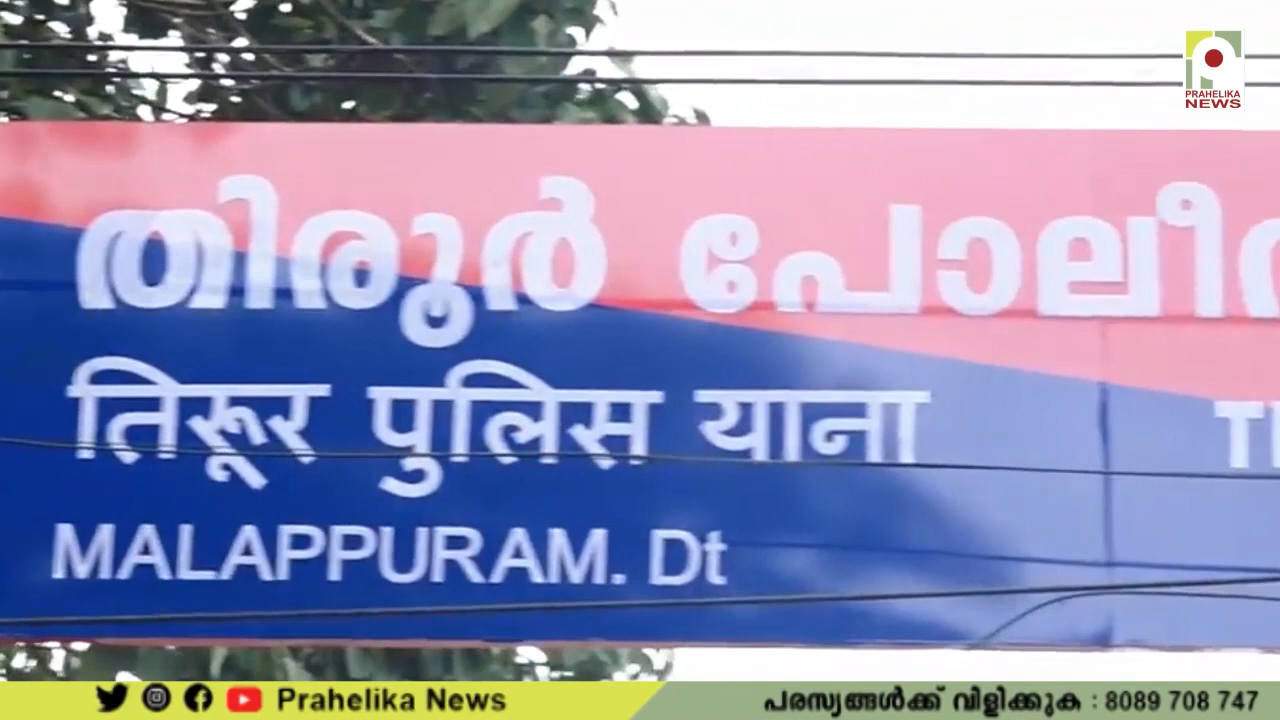 PRAHELIKA
NEWS
തിരൂർ
तिरूर पुलिस याना
MALAPPURAM. Dt
Prahelika News
പരസ്യങ്ങൾക്ക് വിളിക്കുക : 8089 708 747